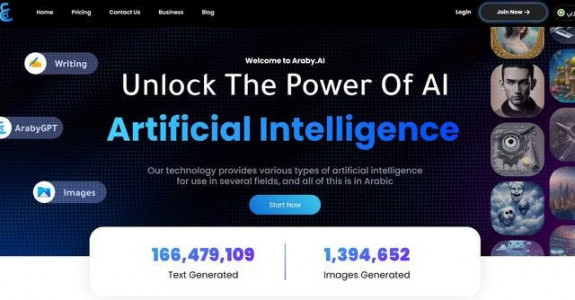 Home Pricing Contact Us Business Blog Login Join Now →
Welcome to Araby.AI
Writing
Unlock The Power Of AI
ArabyGPT
Artificial Intelligence
Our technology provides various types of artificial intelligence
for use in several fields, and all of this is in Arabic
Images
Start Now
166,479,109 1,394,652
Text Generated Images Generated